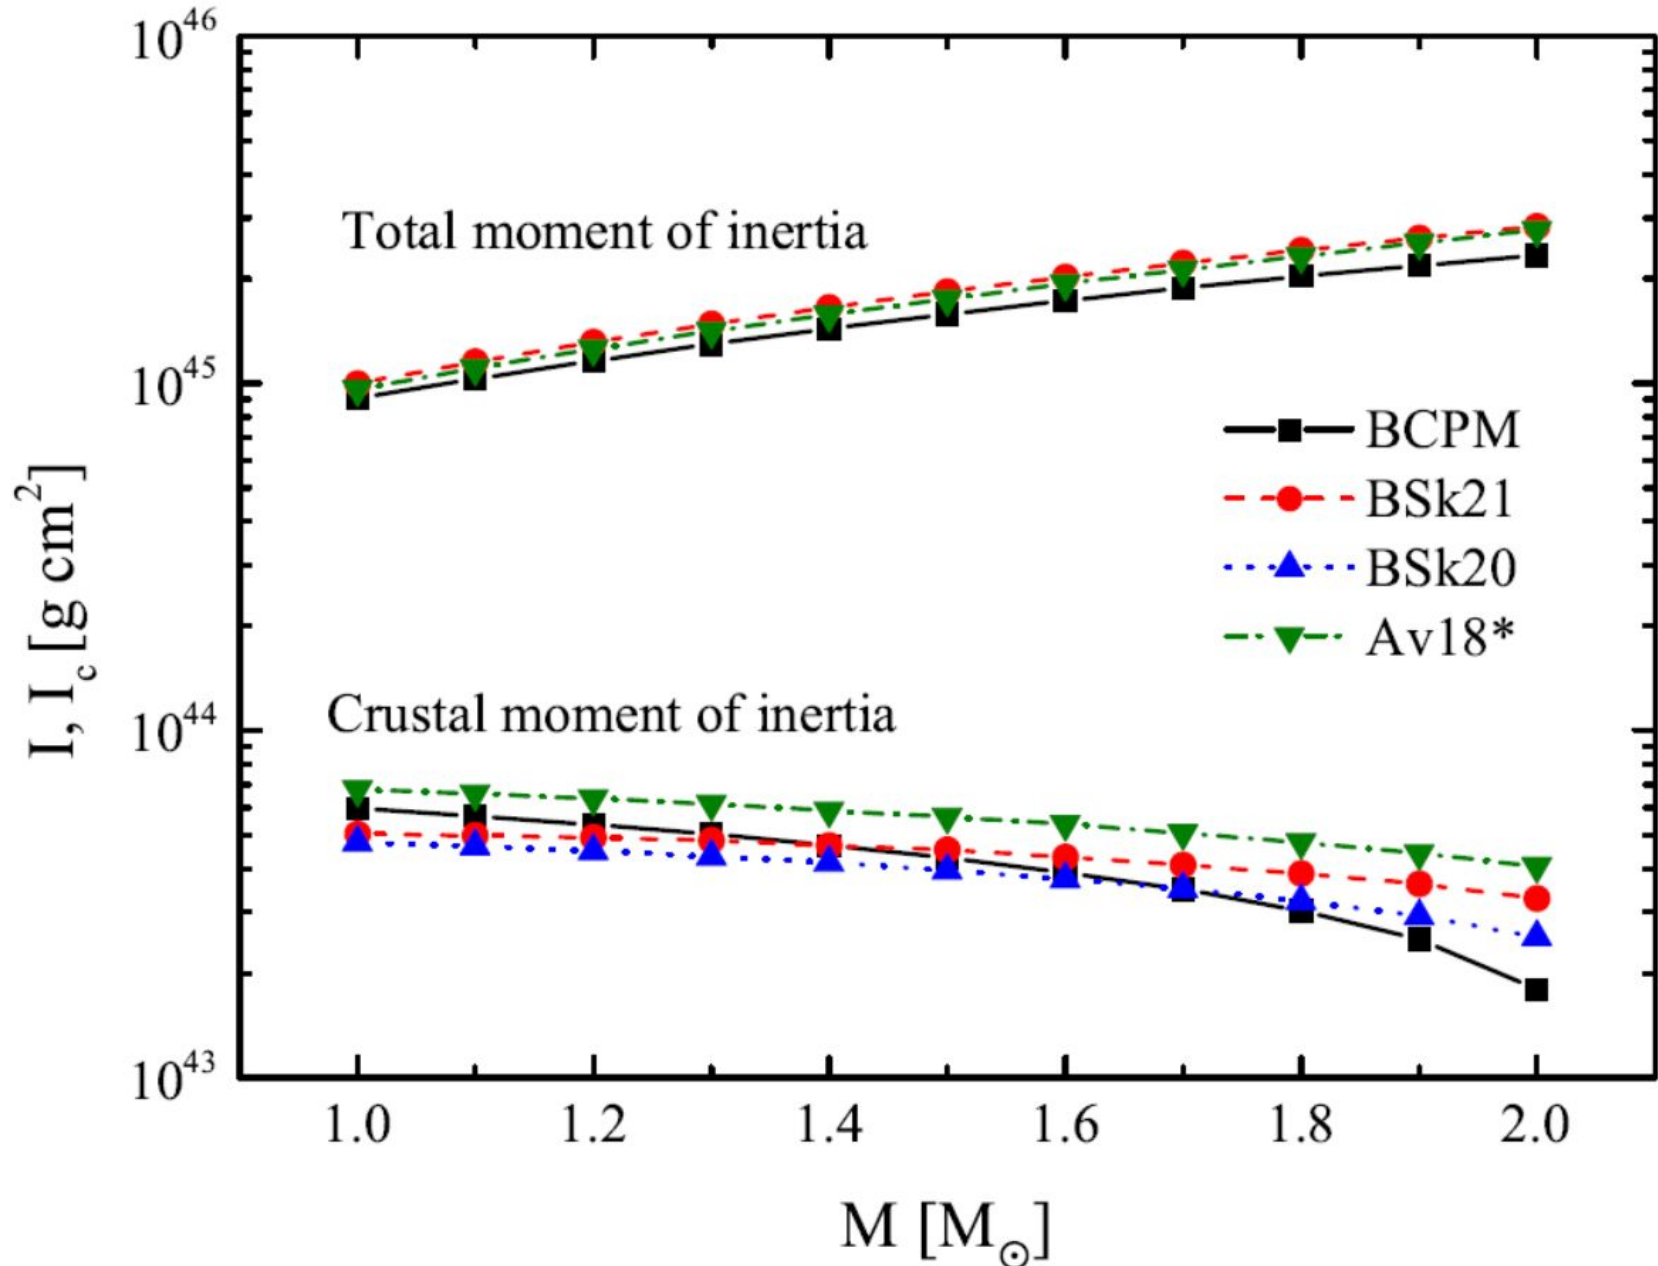 10^46
10^45
10^44
10^43
I, I_c [g cm^2]
Total moment of inertia
BCPM
BSk21
BSk20
Av18*
Crustal moment of inertia
1.0 1.2 1.4 1.6 1.8 2.0
M [M_⊙]